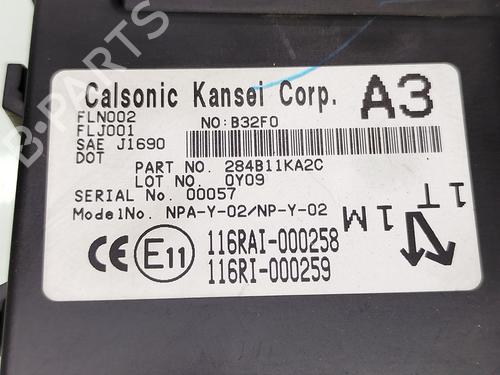 B-PARTS
Calsonic Kansei Corp.
A3
FLN002
NO:B32F0
FLJ001
SAE J1690
DOT
PART NO. 284B11KA2C
LOT NO. 0Y09
SERIAL No. 00057
ModelNo. NPA-Y-02/NP-Y-02
1M
1T
CE E11
116RAI-000258
116RI-000259